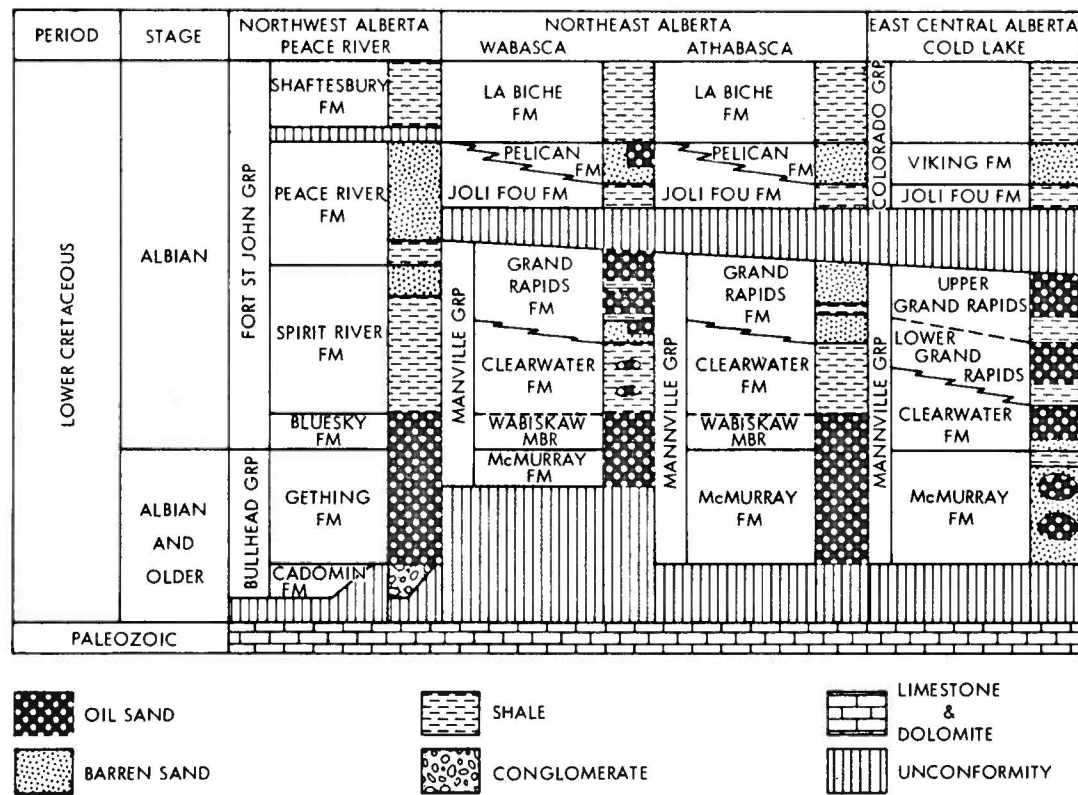 PERIOD
STAGE
NORTHWEST ALBERTA
PEACE RIVER
NORTHEAST ALBERTA
WABASCA
ATHABASCA
EAST CENTRAL ALBERTA
COLD LAKE
LOWER CRETACEOUS
ALBIAN
ALBIAN
AND
OLDER
PALEOZOIC
FORT ST JOHN GRP
BULLHEAD GRP
SHAFTESBURY
FM
PEACE RIVER
FM
SPIRIT RIVER
FM
BLUESKY
FM
GETHING
FM
CADOMIN
FM
MANVILLE GRP
LA BICHE
FM
PELICAN
FM
JOLI FOU FM
GRAND
RAPIDS
FM
CLEARWATER
FM
WABISKAW
MBR
McMURRAY
FM
MANNVILLE GRP
LA BICHE
FM
PELICAN
FM
JOLI FOU FM
GRAND
RAPIDS
FM
CLEARWATER
FM
WABISKAW
MBR
McMURRAY
FM
COLORADO GRP
MANNVILLE GRP
VIKING FM
JOLI FOU FM
UPPER
GRAND RAPIDS
LOWER
GRAND
RAPIDS
CLEARWATER
FM
McMURRAY
FM
OIL SAND
BARREN SAND
SHALE
CONGLOMERATE
LIMESTONE
&
DOLOMITE
UNCONFORMITY